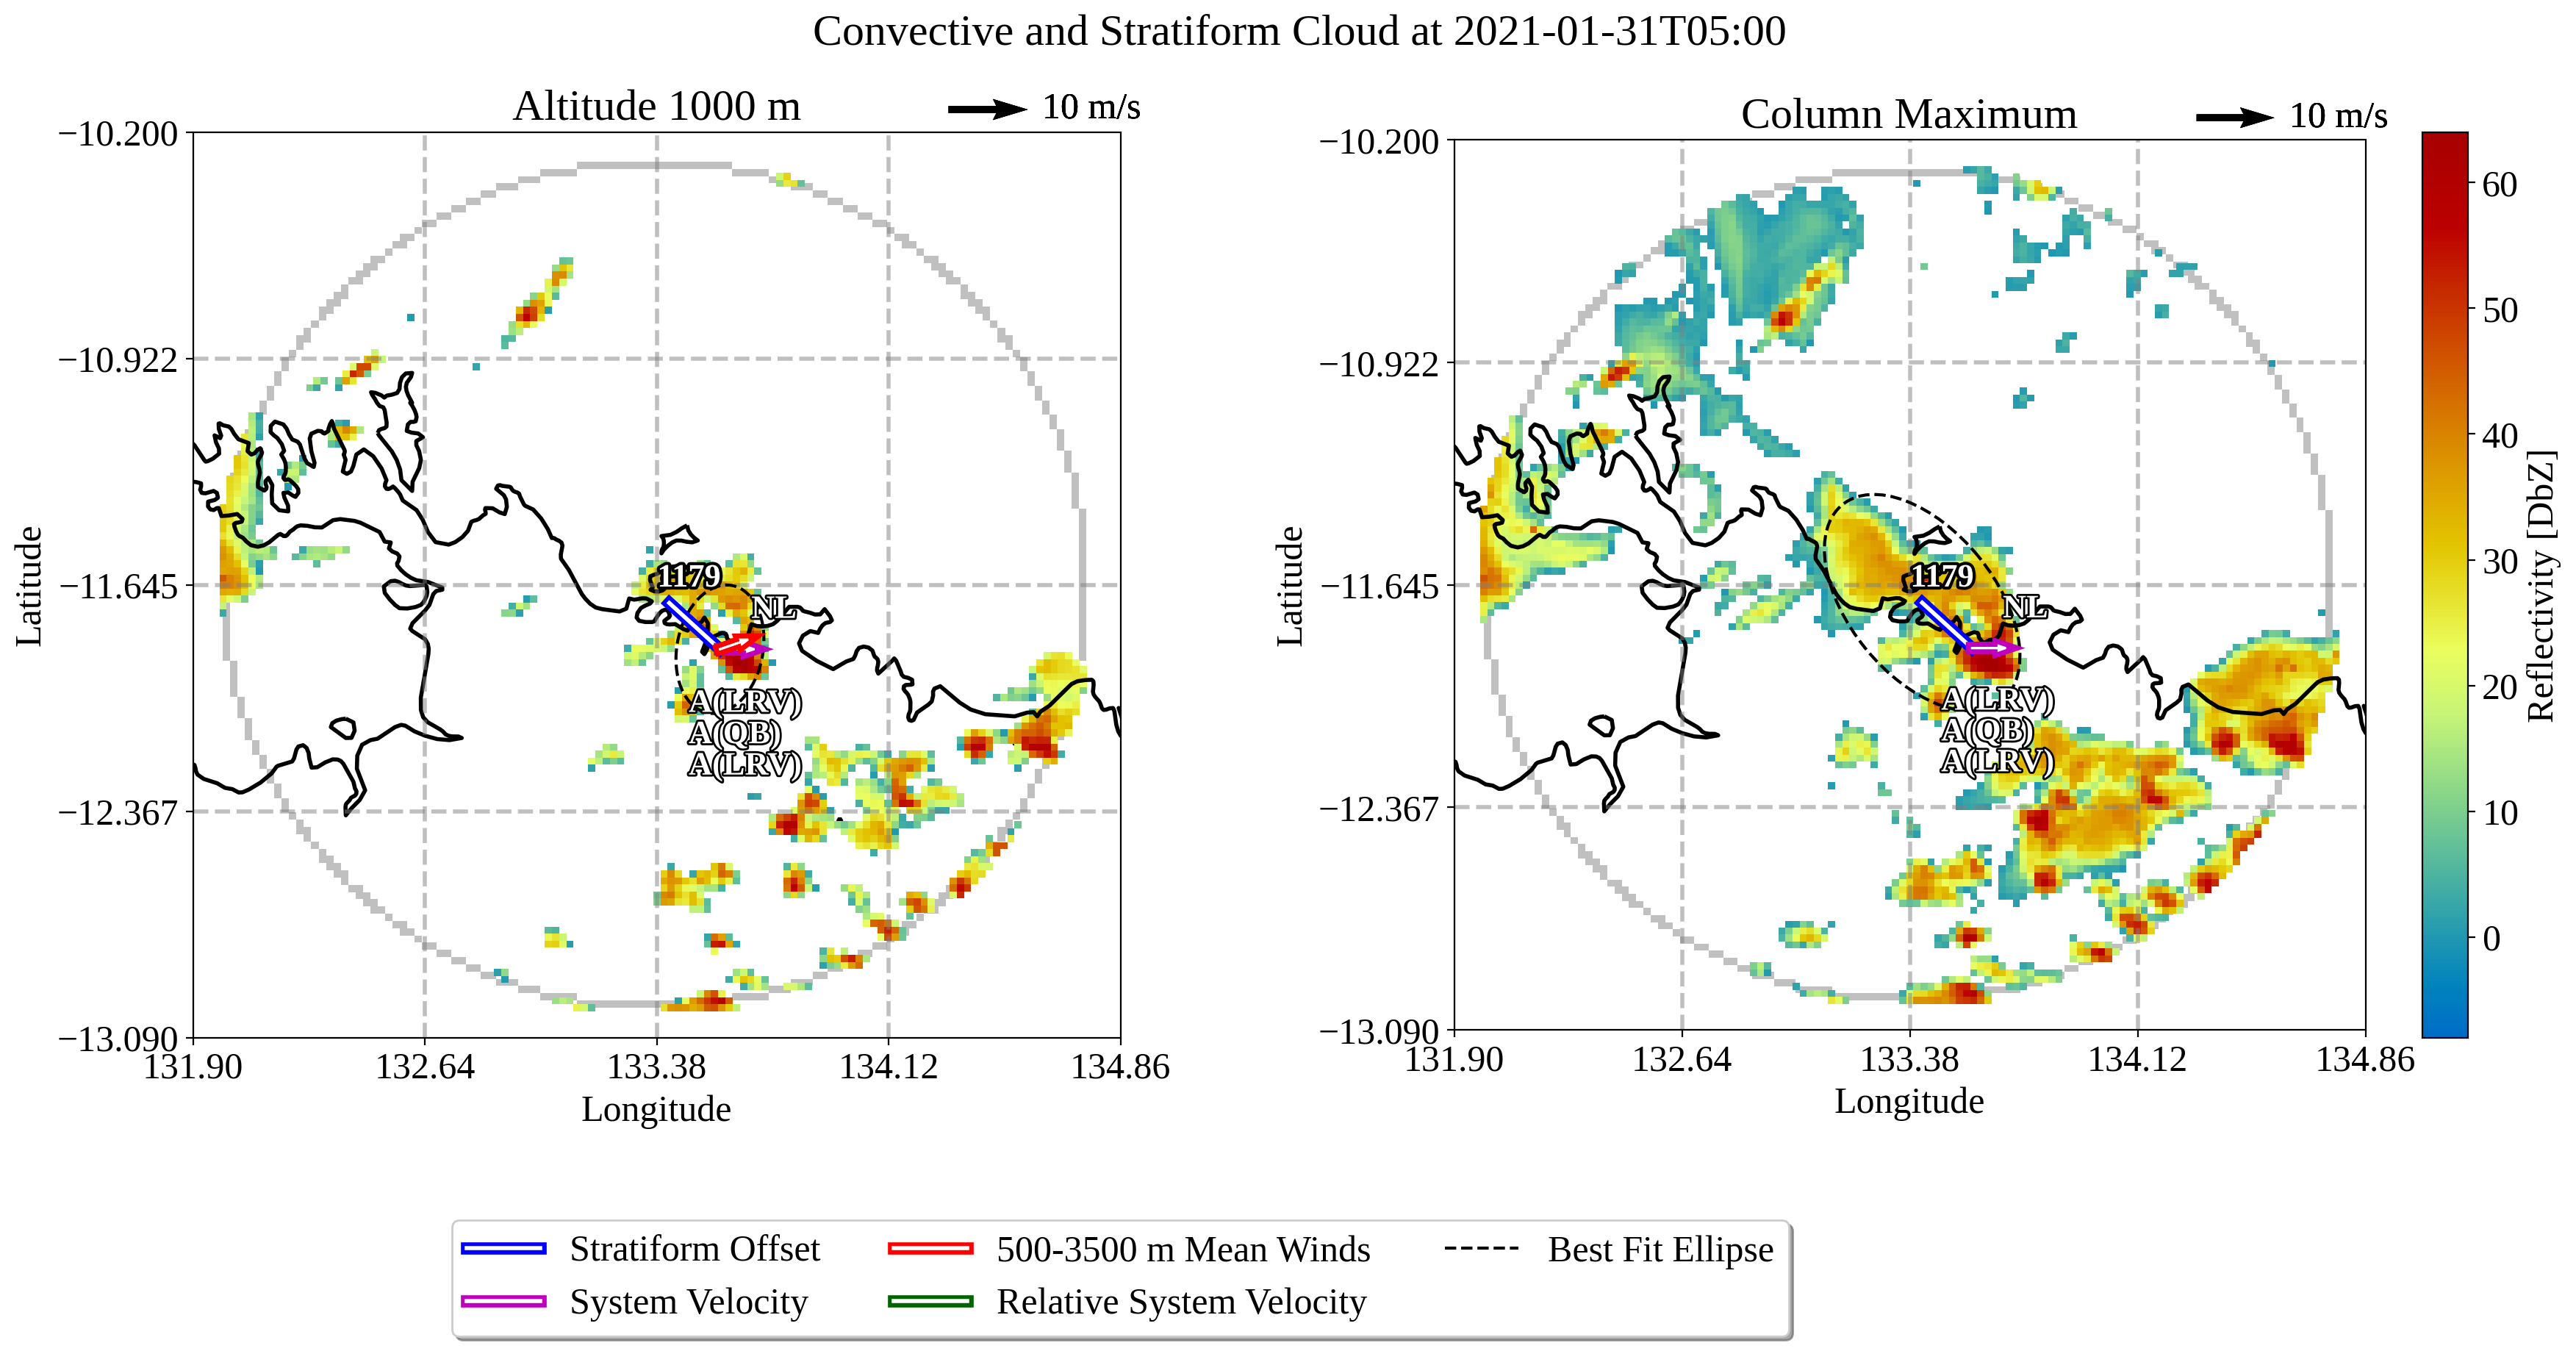 Convective and Stratiform Cloud at 2021-01-31T05:00
Altitude 1000 m
10 m/s
−10.200
−10.922
−11.645
−12.367
−13.090
131.90
132.64
133.38
134.12
134.86
Latitude
Longitude
1179
NL
A(LRV)
A(QB)
A(LRV)
Column Maximum
10 m/s
−10.200
−10.922
−11.645
−12.367
−13.090
131.90
132.64
133.38
134.12
134.86
Latitude
Longitude
1179
NL
A(LRV)
A(QB)
A(LRV)
60
50
40
30
20
10
0
Reflectivity [DbZ]
Stratiform Offset
System Velocity
500-3500 m Mean Winds
Relative System Velocity
Best Fit Ellipse